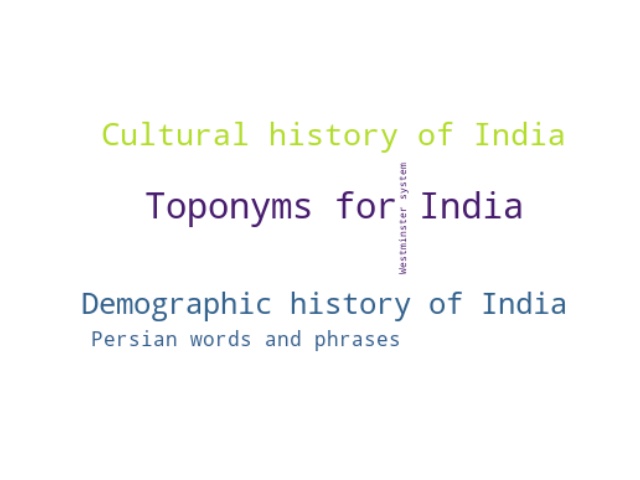 Cultural history of India
Westminster system
Toponyms for India
Demographic history of India
Persian words and phrases